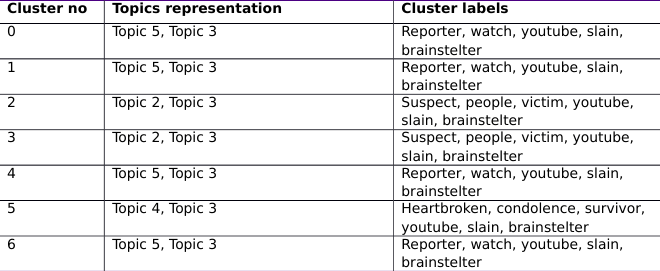 Cluster no Topics representation Cluster labels
0 Topic 5, Topic 3 Reporter, watch, youtube, slain,
brainstelter
1 Topic 5, Topic 3 Reporter, watch, youtube, slain,
brainstelter
2 Topic 2, Topic 3 Suspect, people, victim, youtube,
slain, brainstelter
3 Topic 2, Topic 3 Suspect, people, victim, youtube,
slain, brainstelter
4 Topic 5, Topic 3 Reporter, watch, youtube, slain,
brainstelter
5 Topic 4, Topic 3 Heartbroken, condolence, survivor,
youtube, slain, brainstelter
6 Topic 5, Topic 3 Reporter, watch, youtube, slain,
brainstelter